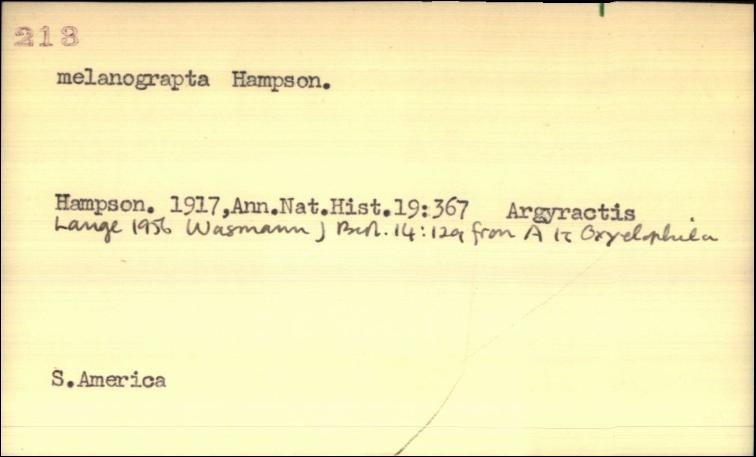 213
melanograpta Hampson.
Hampson. 1917,Ann.Nat.Hist.19:367 Argyractis
Lange 1956 Wasmann J Biol. 14:129 from A to Oxyelophila
S.America